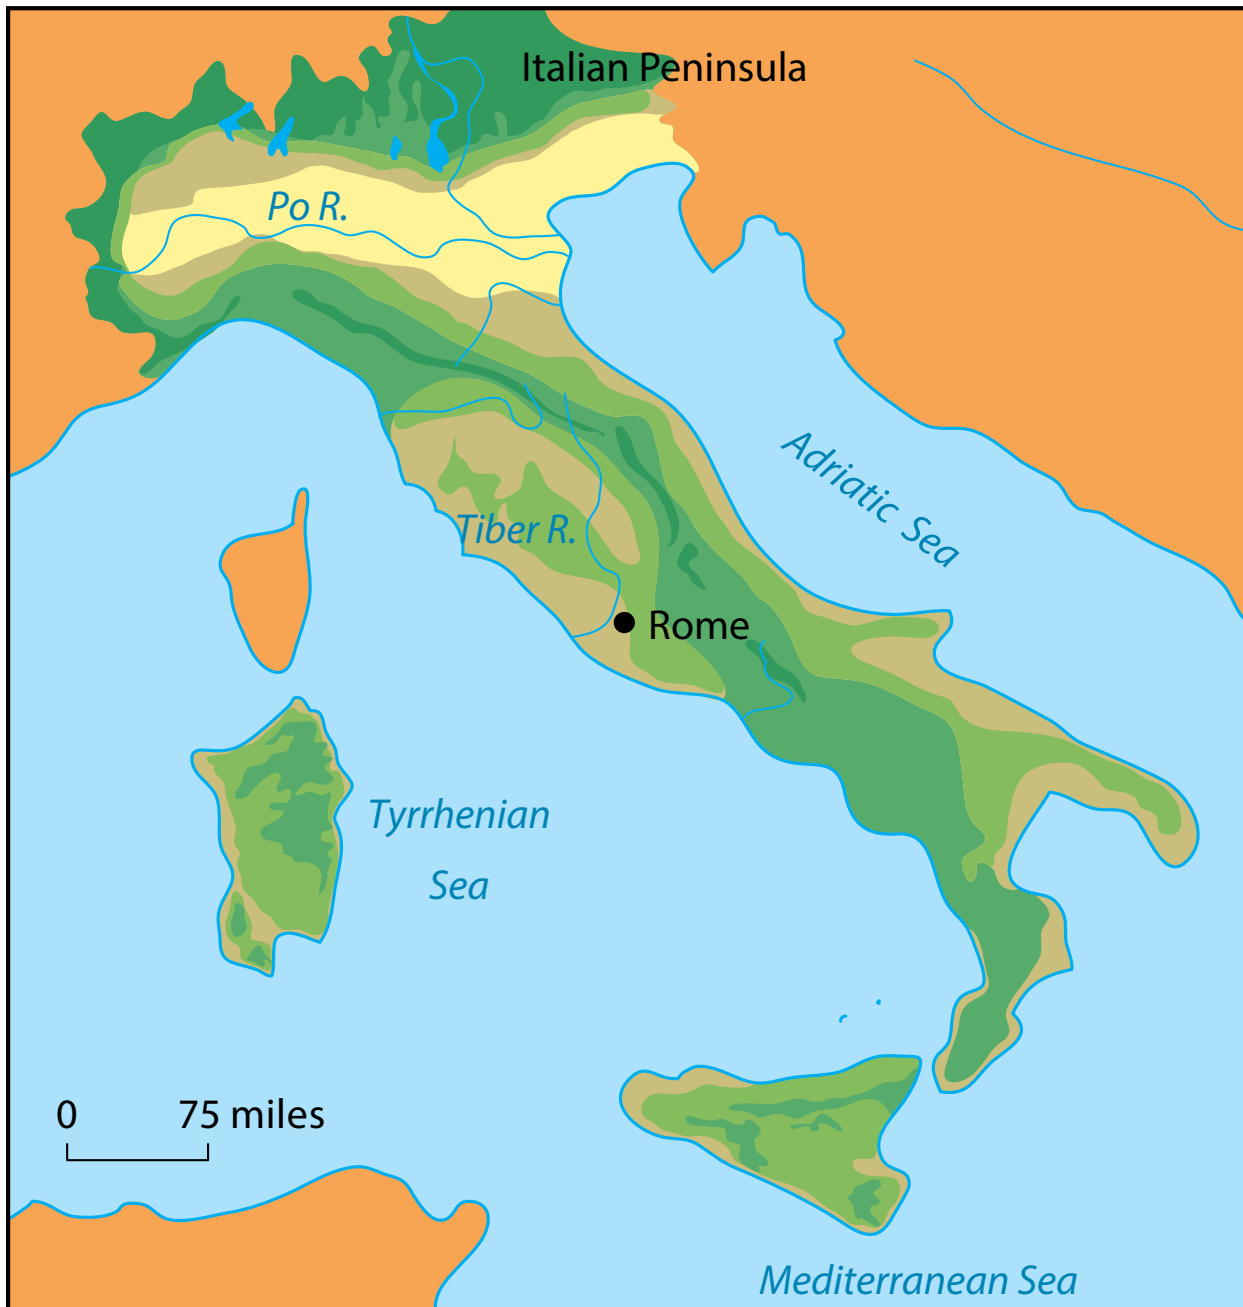 Italian Peninsula
Po R.
Adriatic Sea
Tiber R.
Rome
Tyrrhenian
Sea
0 75 miles
Mediterranean Sea